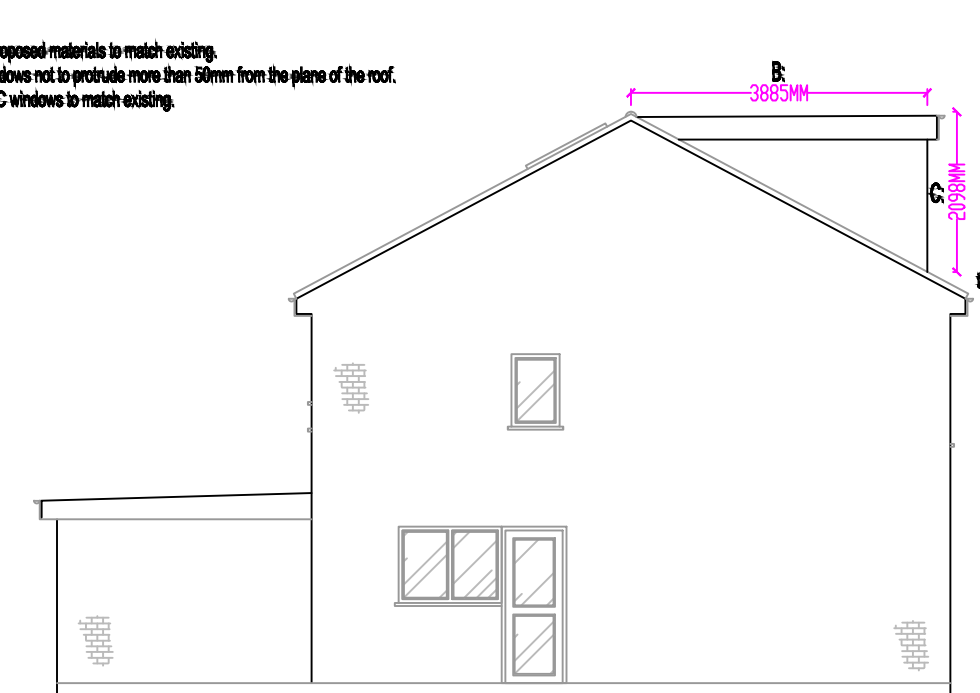 oposed materials to match existing.
dows not to protrude more than 50mm from the plane of the roof.
C windows to match existing.
B:
3885MM
C:
2098MM